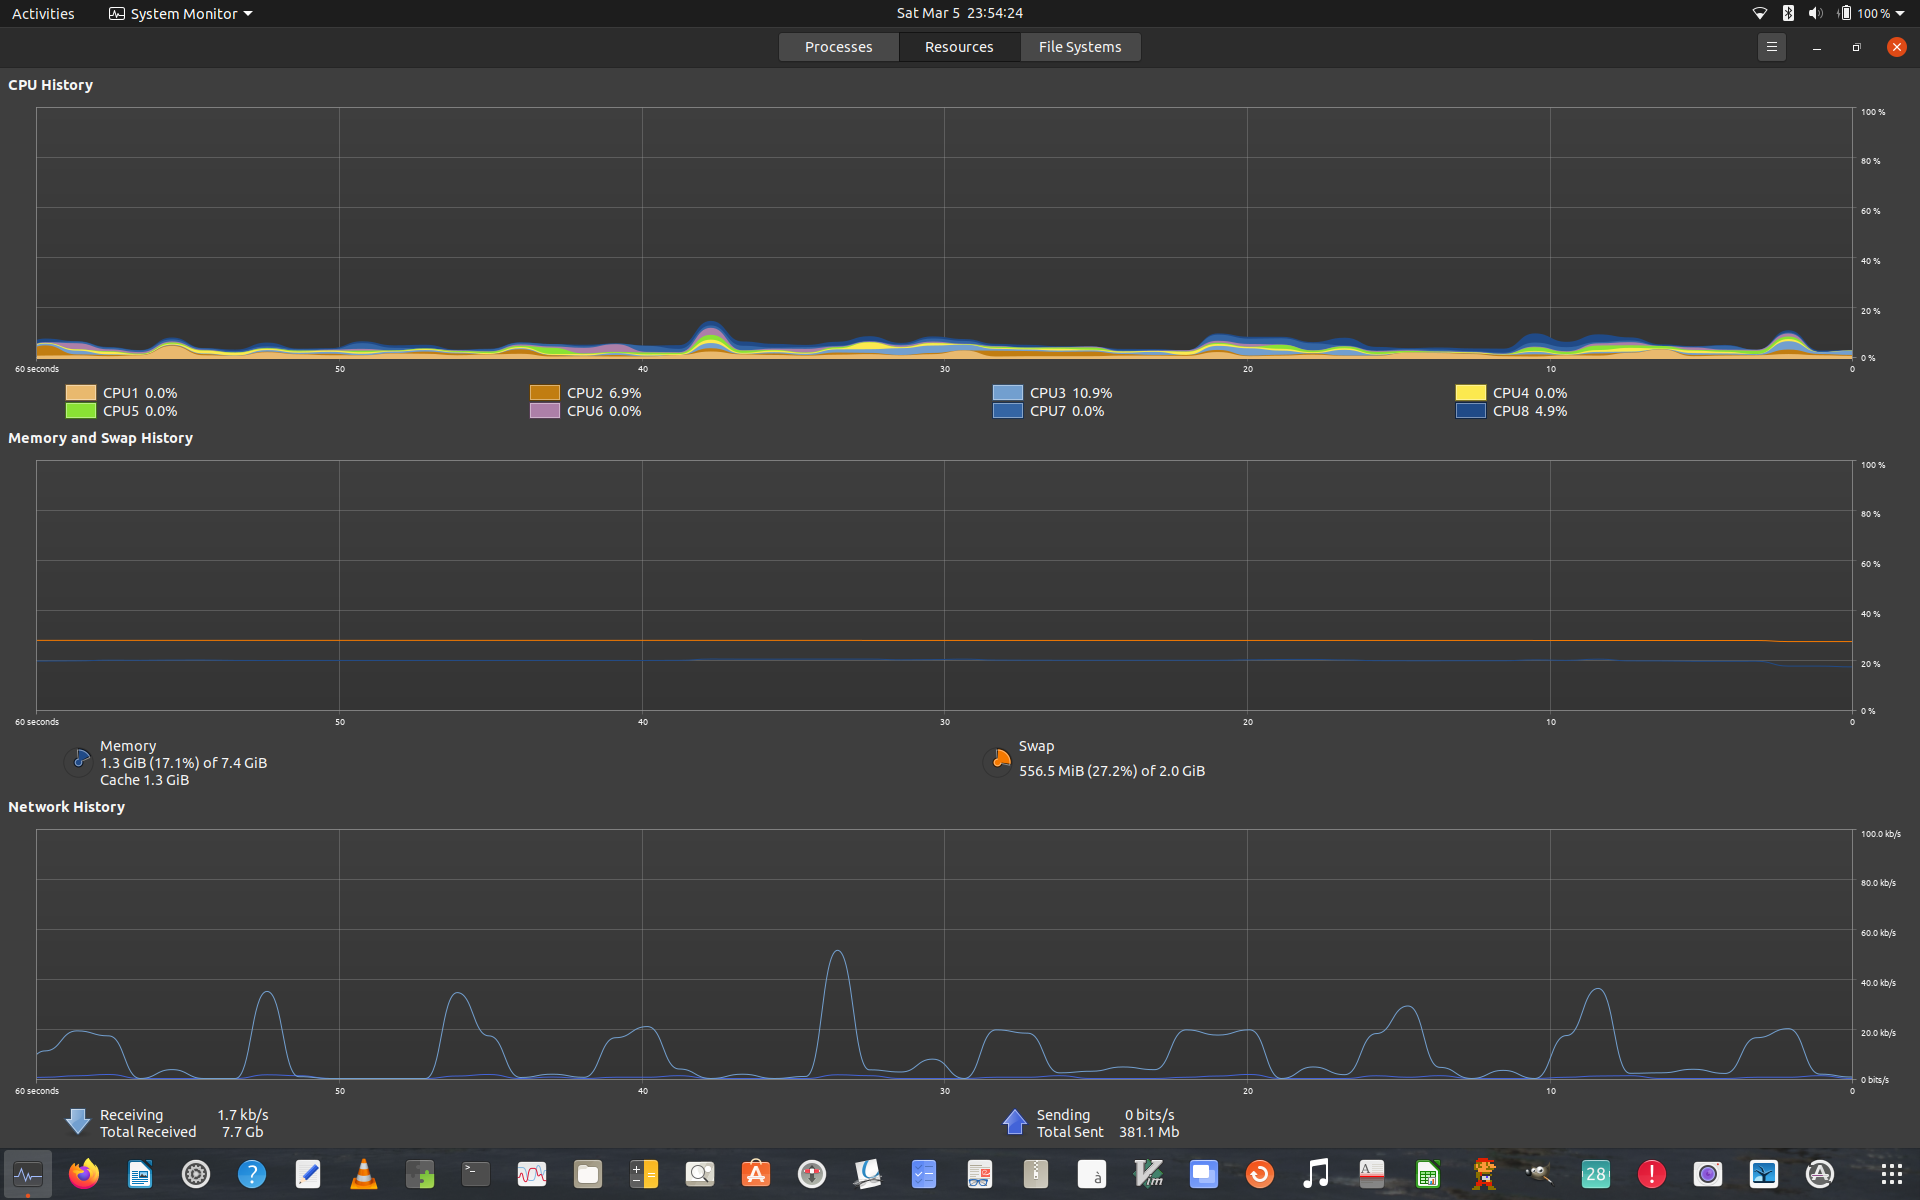 Activities System Monitor Sat Mar 5 23:54:24 100 %
Processes Resources File Systems
CPU History
100 %
80 %
60 %
40 %
20 %
0 %
60 seconds 50 40 30 20 10 0
CPU1 0.0% CPU2 6.9% CPU3 10.9% CPU4 0.0%
CPU5 0.0% CPU6 0.0% CPU7 0.0% CPU8 4.9%
Memory and Swap History
100 %
80 %
60 %
40 %
20 %
0 %
60 seconds 50 40 30 20 10 0
Memory
1.3 GiB (17.1%) of 7.4 GiB
Cache 1.3 GiB
Swap
556.5 MiB (27.2%) of 2.0 GiB
Network History
100.0 kb/s
80.0 kb/s
60.0 kb/s
40.0 kb/s
20.0 kb/s
0 bits/s
60 seconds 50 40 30 20 10 0
Receiving 1.7 kb/s
Total Received 7.7 Gb
Sending 0 bits/s
Total Sent 381.1 Mb
? >_ à Vim A 28 !